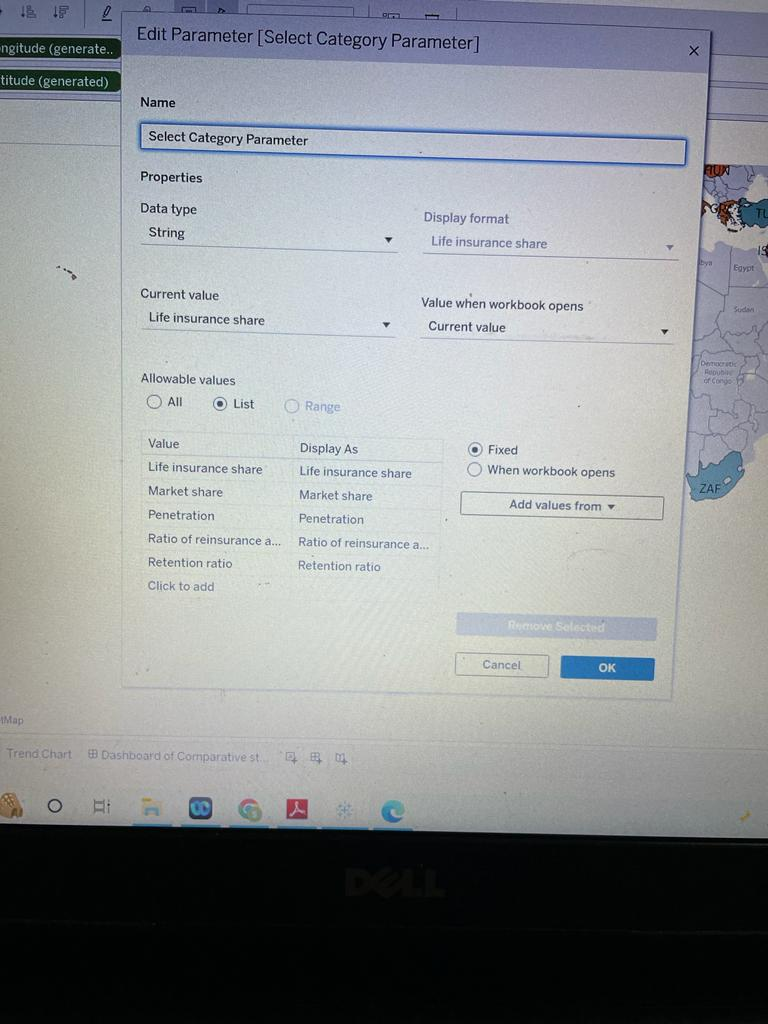 Edit Parameter [Select Category Parameter]
ngitude (generate..
titude (generated)
Name
Select Category Parameter
Properties
Data type
String
Display format
Life insurance share
Current value
Life insurance share
Value when workbook opens
Current value
Allowable values
All
List
Range
Value Display As
Life insurance share Life insurance share
Market share Market share
Penetration Penetration
Ratio of reinsurance a... Ratio of reinsurance a...
Retention ratio Retention ratio
Click to add
Fixed
When workbook opens
Add values from
Remove Selected
Cancel
OK
TU
IS
bya
Egypt
Sudan
Democratic
Republic
of Congo
ZAF
tMap
Trend Chart Dashboard of Comparative st...
DELL